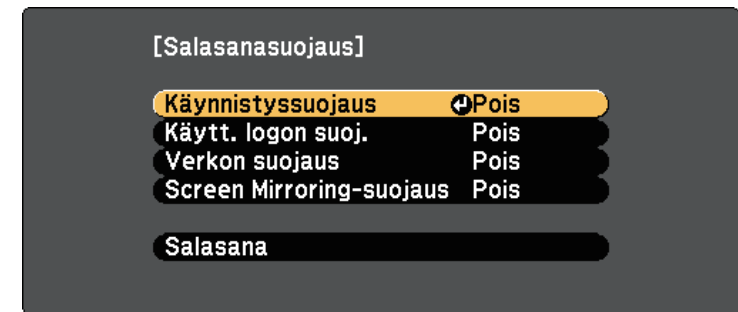 [Salasanasuojaus]
Käynnistyssuojaus Pois
Käytt. logon suoj. Pois
Verkon suojaus Pois
Screen Mirroring-suojaus Pois
Salasana